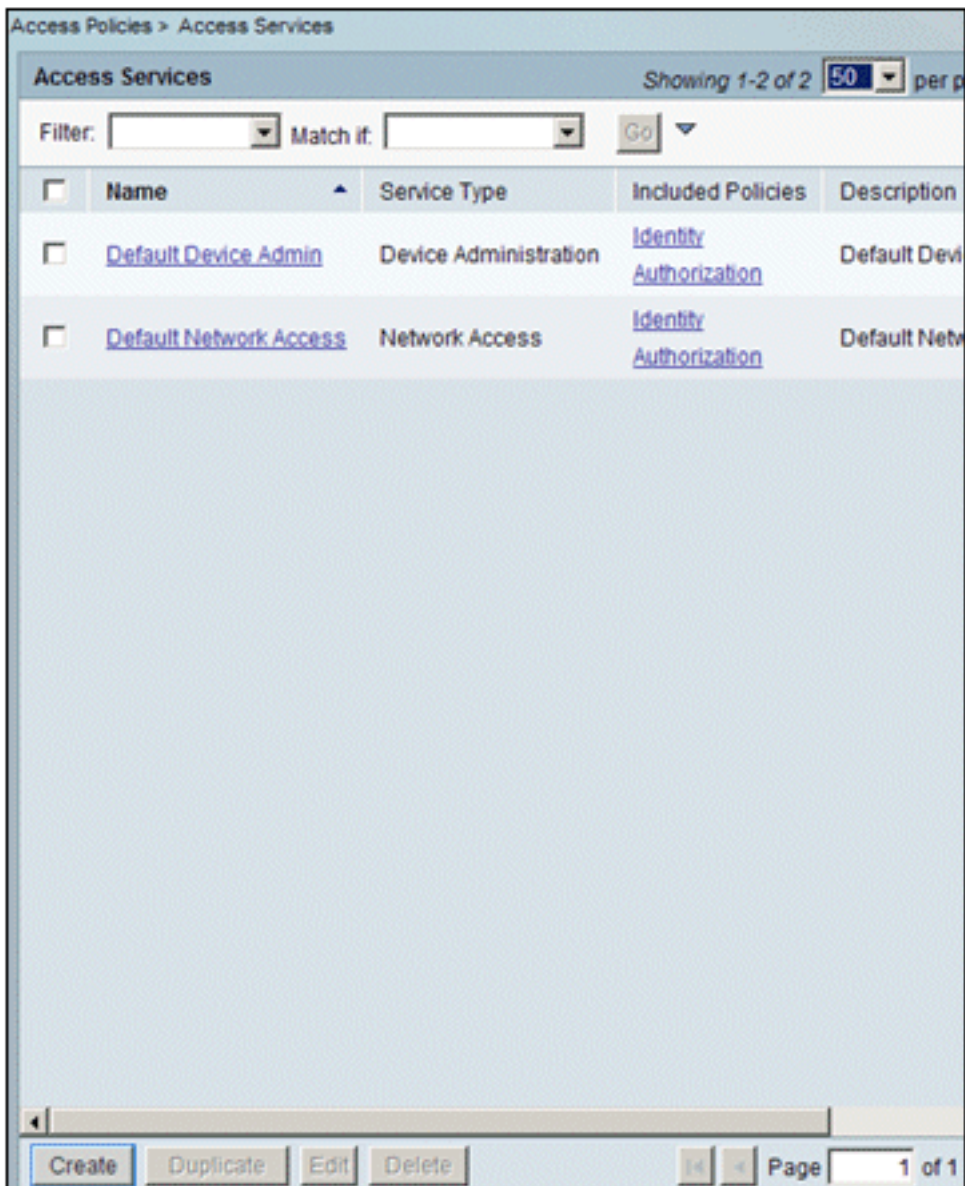 Access Policies > Access Services
Access Services Showing 1-2 of 2 50 per p
Filter: Match if: Go
Name Service Type Included Policies Description
Default Device Admin Device Administration Identity Authorization Default Devi
Default Network Access Network Access Identity Authorization Default Netw
Create Duplicate Edit Delete Page 1 of 1